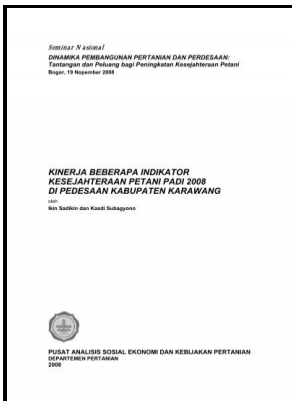 Seminar Nasional
DINAMIKA PEMBANGUNAN PERTANIAN DAN PERDESAAN:
Tantangan dan Peluang bagi Peningkatan Kesejahteraan Petani
Bogor, 19 Nopember 2008
KINERJA BEBERAPA INDIKATOR
KESEJAHTERAAN PETANI PADI 2008
DI PEDESAAN KABUPATEN KARAWANG
oleh
Ikin Sadikin dan Kasdi Subagyono
PUSAT ANALISIS SOSIAL EKONOMI DAN KEBIJAKAN PERTANIAN
DEPARTEMEN PERTANIAN
2008